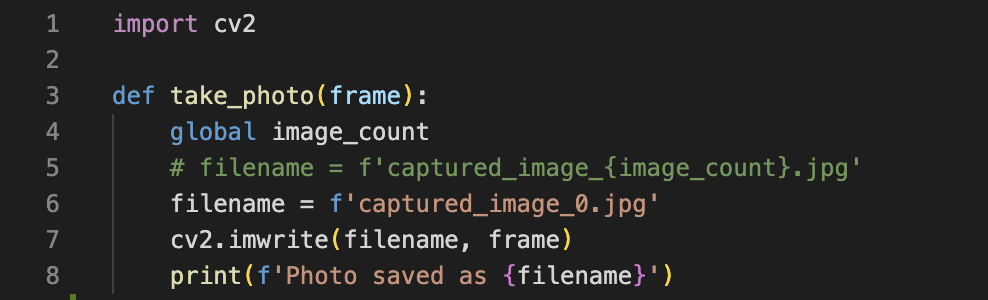 1 import cv2
2
3 def take_photo(frame):
4     global image_count
5     # filename = f'captured_image_{image_count}.jpg'
6     filename = f'captured_image_0.jpg'
7     cv2.imwrite(filename, frame)
8     print(f'Photo saved as {filename}')